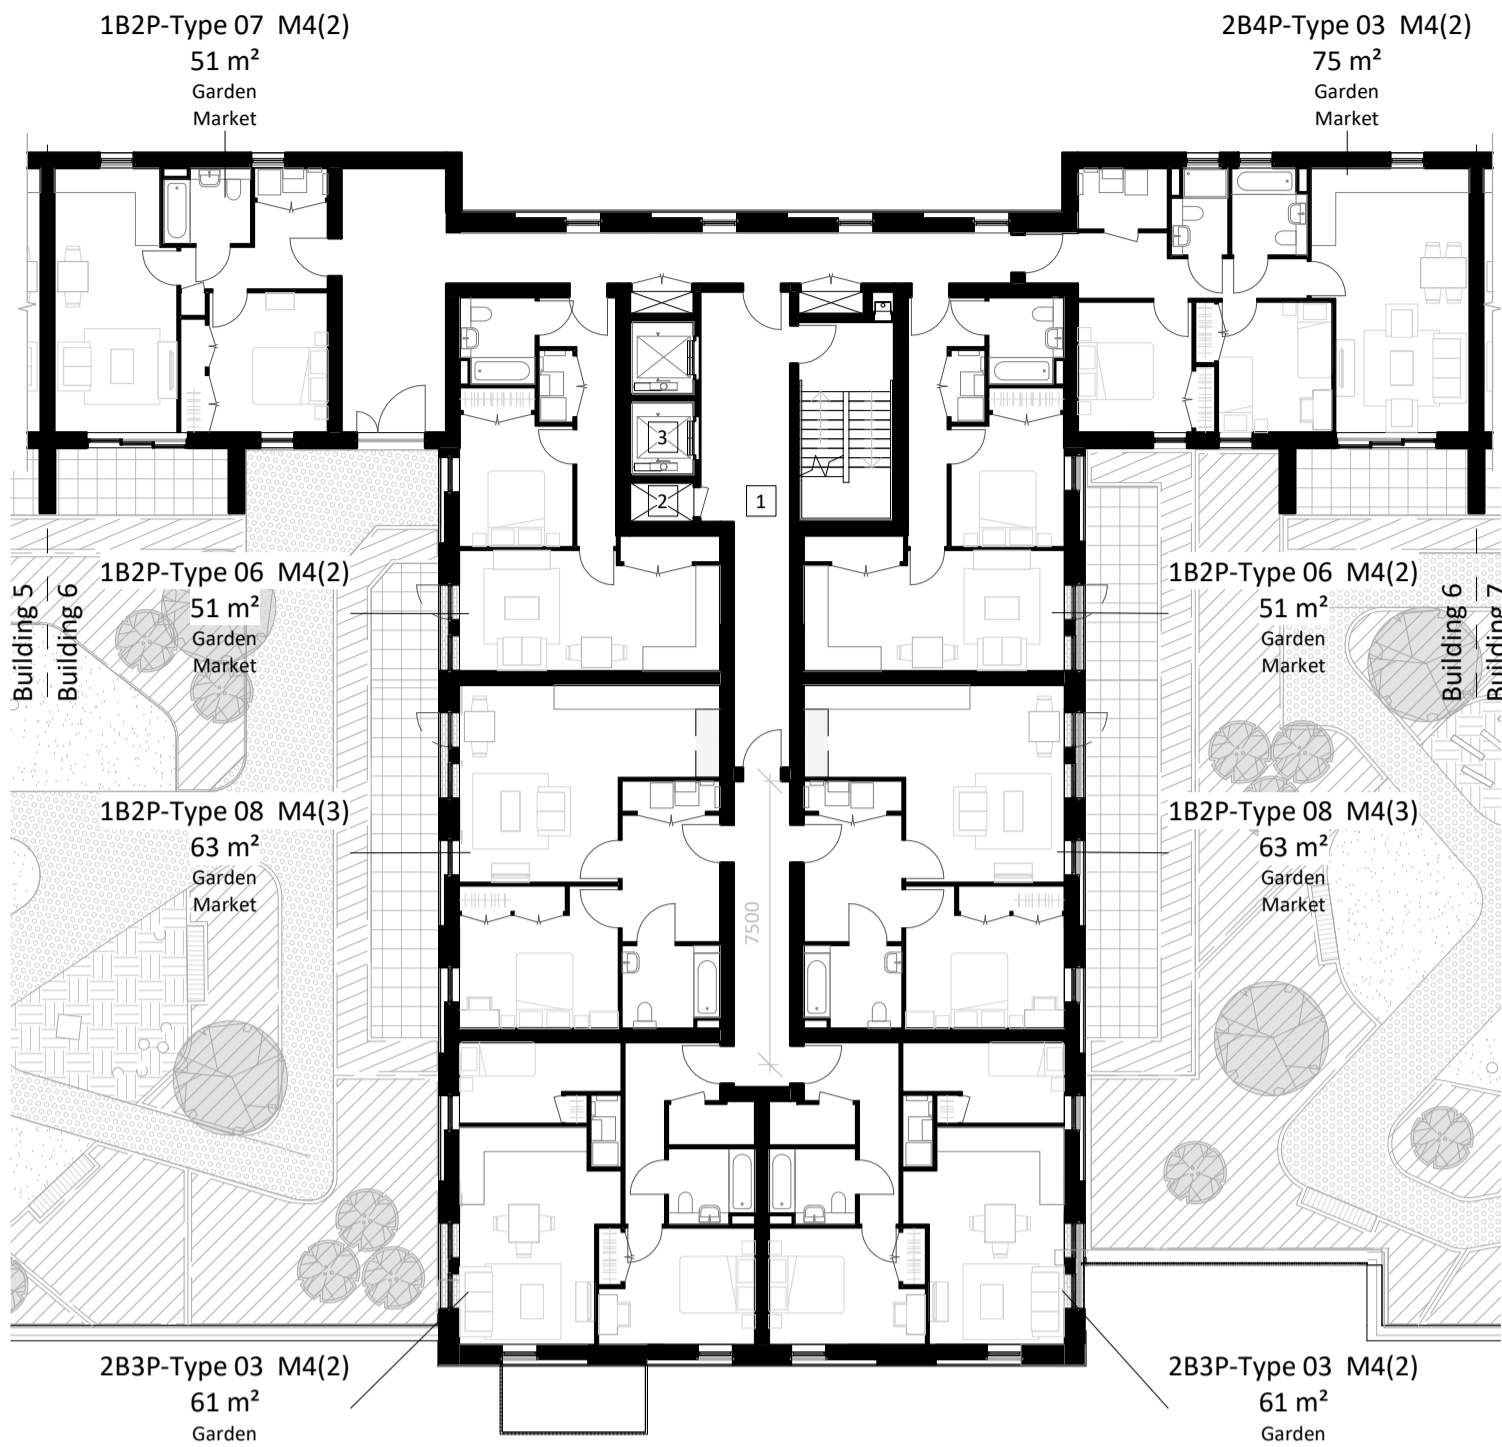 1B2P-Type 07 M4(2)
51 m²
Garden
Market
2B4P-Type 03 M4(2)
75 m²
Garden
Market
3
2
1
1B2P-Type 06 M4(2)
51 m²
Garden
Market
1B2P-Type 06 M4(2)
51 m²
Garden
Market
Building 5
Building 6
Building 6
Building 7
1B2P-Type 08 M4(3)
63 m²
Garden
Market
1B2P-Type 08 M4(3)
63 m²
Garden
Market
7500
2B3P-Type 03 M4(2)
61 m²
Garden
2B3P-Type 03 M4(2)
61 m²
Garden